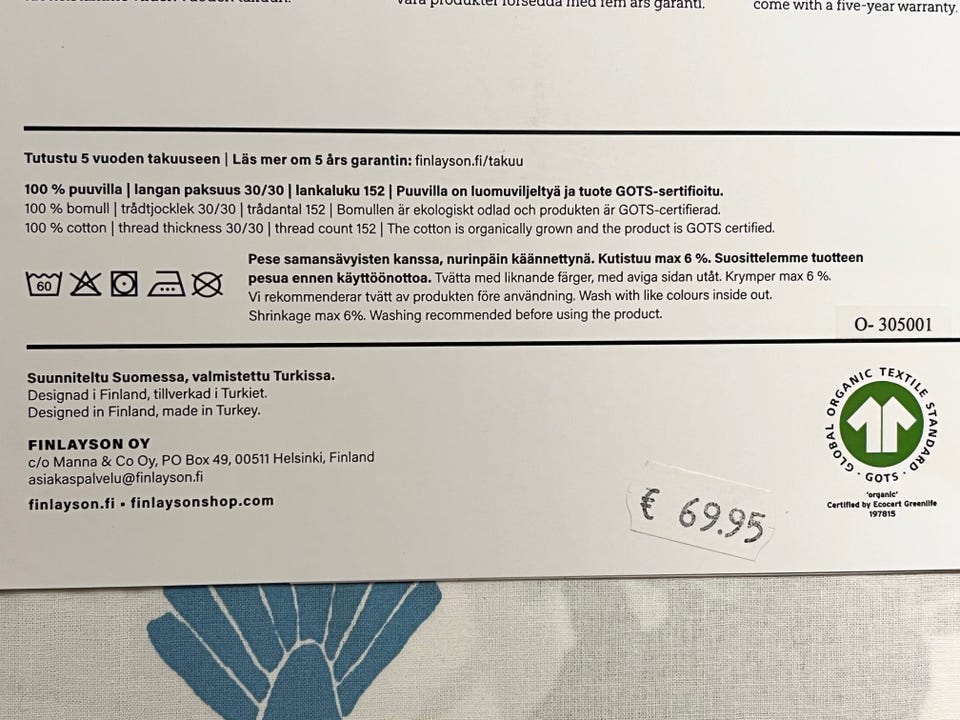 come with a five-year warranty.
Tutustu 5 vuoden takuuseen | Läs mer om 5 års garantin: finlayson.fi/takuu
100 % puuvilla | langan paksuus 30/30 | lankaluku 152 | Puuvilla on luomuviljeltyä ja tuote GOTS-sertifioitu.
100 % bomull | trådtjocklek 30/30 | trådantal 152 | Bomullen är ekologiskt odlad och produkten är GOTS-certifierad.
100 % cotton | thread thickness 30/30 | thread count 152 | The cotton is organically grown and the product is GOTS certified.
60
Pese samansävyisten kanssa, nurinpäin käännettynä. Kutistuu max 6 %. Suosittelemme tuotteen
pesua ennen käyttöönottoa. Tvätta med liknande färger, med aviga sidan utåt. Krymper max 6 %.
Vi rekommenderar tvätt av produkten före användning. Wash with like colours inside out.
Shrinkage max 6%. Washing recommended before using the product.
O- 305001
Suunniteltu Suomessa, valmistettu Turkissa.
Designad i Finland, tillverkad i Turkiet.
Designed in Finland, made in Turkey.
FINLAYSON OY
c/o Manna & Co Oy, PO Box 49, 00511 Helsinki, Finland
asiakaspalvelu@finlayson.fi
finlayson.fi ▪ finlaysonshop.com
€ 69.95
GLOBAL ORGANIC TEXTILE STANDARD · GOTS ·
'organic'
Certified by Ecocert Greenlife
197815